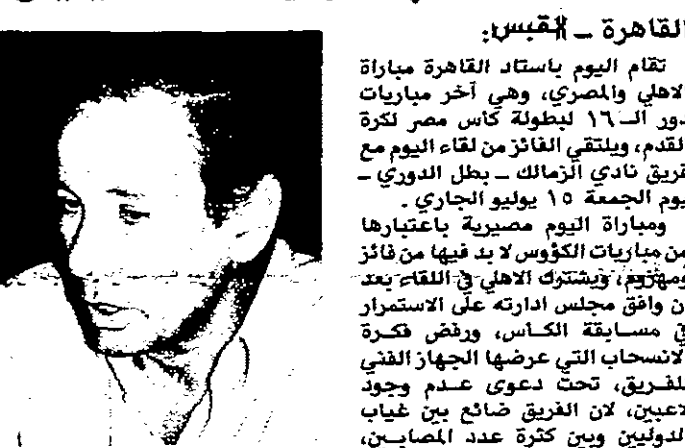 القاهرة ـ القبس:
تقام اليوم باستاد القاهرة مباراة
الاهلي والمصري، وهي آخر مباريات
دور الـ ١٦ لبطولة كأس مصر لكرة
القدم، ويلتقي الفائز من لقاء اليوم مع
فريق نادي الزمالك ـ بطل الدوري ـ
يوم الجمعة ١٥ يوليو الجاري .
ومباراة اليوم مصيرية باعتبارها
من مباريات الكؤوس لا بد فيها من فائز
ومهزوم، ويشترك الاهلي في اللقاء بعد
ان وافق مجلس ادارته على الاستمرار
في مسابقة الكأس، ورفض فكرة
الانسحاب التي عرضها الجهاز الفني
للفريق، تحت دعوى عدم وجود
لاعبين، لان الفريق ضائع بين غياب
الدوليين وبين كثرة عدد المصابين،